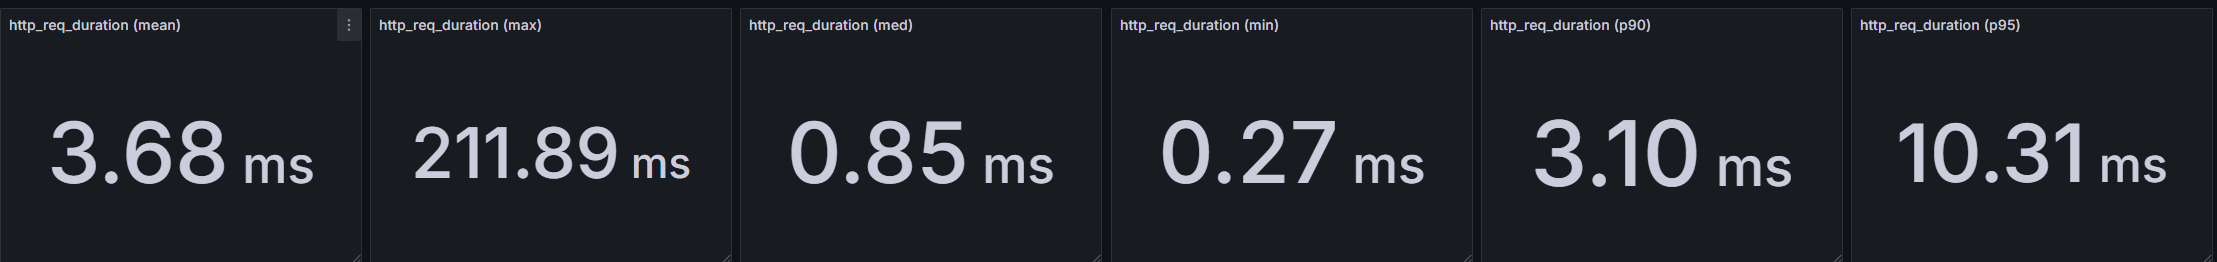 http_req_duration (mean)
3.68 ms
http_req_duration (max)
211.89 ms
http_req_duration (med)
0.85 ms
http_req_duration (min)
0.27 ms
http_req_duration (p90)
3.10 ms
http_req_duration (p95)
10.31 ms